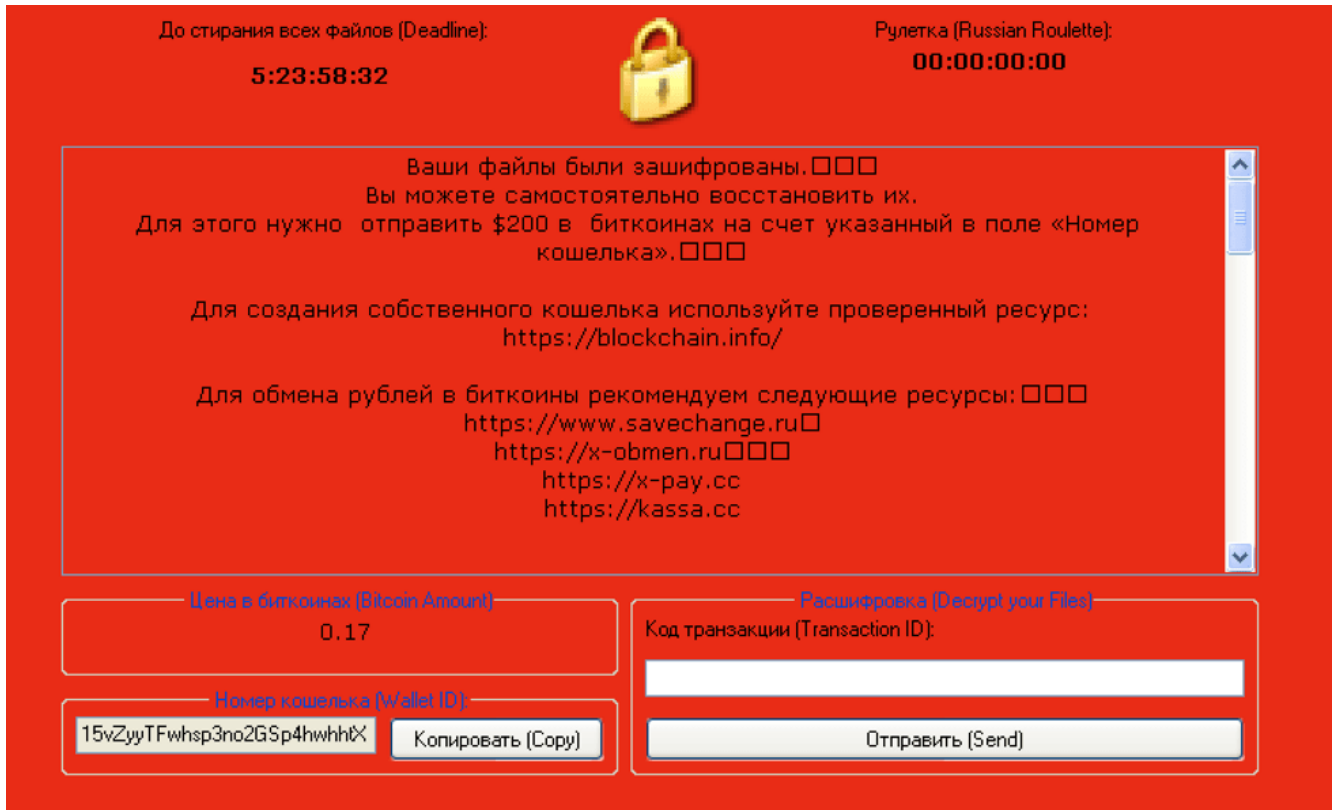 До стирания всех файлов (Deadline):
5:23:58:32
Рулетка (Russian Roulette):
00:00:00:00
Ваши файлы были зашифрованы.□□□
Вы можете самостоятельно восстановить их.
Для этого нужно  отправить $200 в  биткоинах на счет указанный в поле «Номер
кошелька».□□□
Для создания собственного кошелька используйте проверенный ресурс:
https://blockchain.info/
Для обмена рублей в биткоины рекомендуем следующие ресурсы:□□□
https://www.savechange.ru□
https://x-obmen.ru□□□
https://x-pay.cc
https://kassa.cc
Цена в биткоинах (Bitcoin Amount)
0.17
Номер кошелька (Wallet ID):
15vZyyTFwhsp3no2GSp4hwhhtX
Копировать (Copy)
Расшифровка (Decrypt your Files)
Код транзакции (Transaction ID):
Отправить (Send)